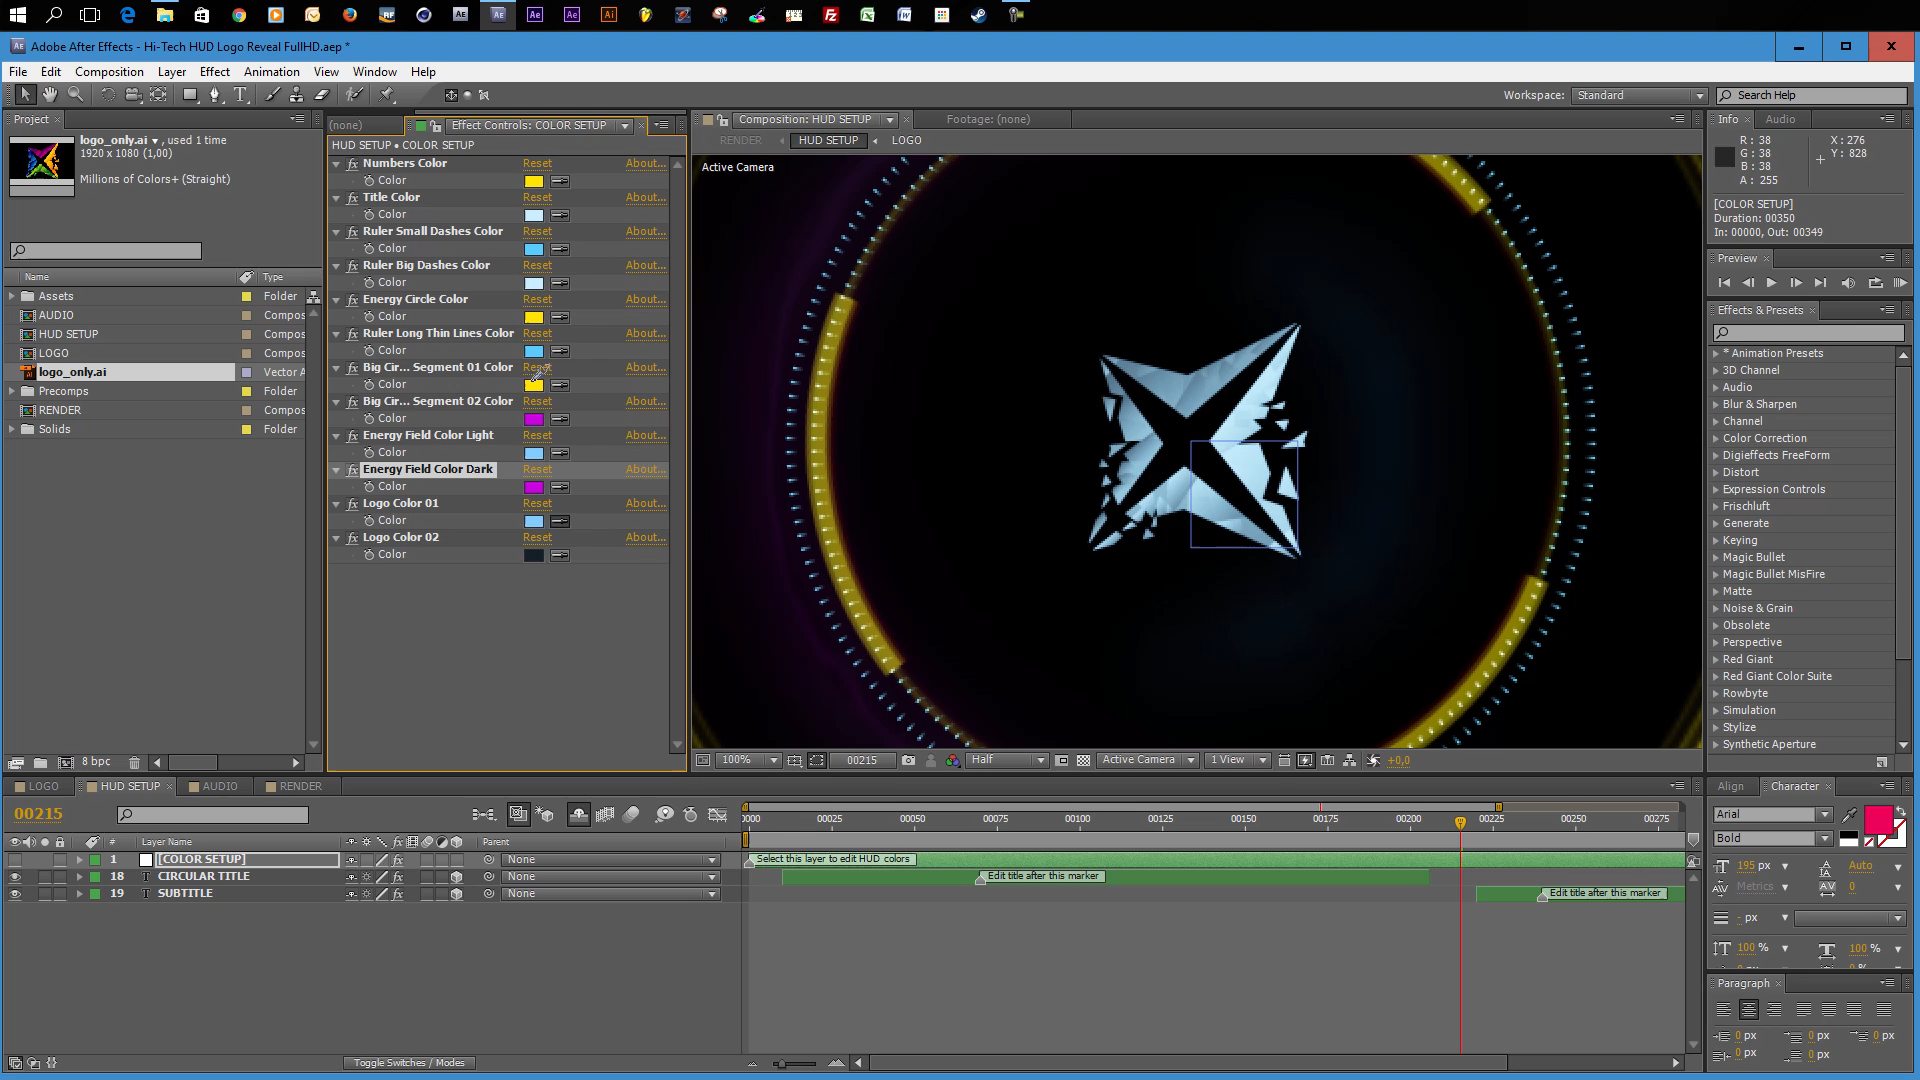 Adobe After Effects - Hi-Tech HUD Logo Reveal FullHD.aep *
File Edit Composition Layer Effect Animation View Window Help
Workspace: Standard Search Help
Project
logo_only.ai ▾ , used 1 time
1920 x 1080 (1,00)
Millions of Colors+ (Straight)
Name Type
Assets Folder
AUDIO Compos
HUD SETUP Compos
LOGO Compos
logo_only.ai Vector A
Precomps Folder
RENDER Compos
Solids Folder
8 bpc
(none) Effect Controls: COLOR SETUP
HUD SETUP • COLOR SETUP
Numbers Color Reset About...
Color
Title Color Reset About...
Color
Ruler Small Dashes Color Reset About...
Color
Ruler Big Dashes Color Reset About...
Color
Energy Circle Color Reset About...
Color
Ruler Long Thin Lines Color Reset About...
Color
Big Cir... Segment 01 Color Reset About...
Color
Big Cir... Segment 02 Color Reset About...
Color
Energy Field Color Light Reset About...
Color
Energy Field Color Dark Reset About...
Color
Logo Color 01 Reset About...
Color
Logo Color 02 Reset About...
Color
Composition: HUD SETUP Footage: (none)
RENDER HUD SETUP LOGO
Active Camera
100% 00215 Half Active Camera 1 View +0,0
Info Audio
R : 38 X : 276
G : 38 Y : 828
B : 38
A : 255
[COLOR SETUP]
Duration: 00350
In: 00000, Out: 00349
Preview
Effects & Presets
* Animation Presets
3D Channel
Audio
Blur & Sharpen
Channel
Color Correction
Digieffects FreeForm
Distort
Expression Controls
Frischluft
Generate
Keying
Magic Bullet
Magic Bullet MisFire
Matte
Noise & Grain
Obsolete
Perspective
Red Giant
Red Giant Color Suite
Rowbyte
Simulation
Stylize
Synthetic Aperture
LOGO HUD SETUP AUDIO RENDER
00215
# Layer Name Parent
1 [COLOR SETUP] None
18 CIRCULAR TITLE None
19 SUBTITLE None
0000 00025 00050 00075 00100 00125 00150 00175 00200 00225 00250 00275
Select this layer to edit HUD colors
Edit title after this marker
Edit title after this marker
Toggle Switches / Modes
Align Character
Arial
Bold
195 px Auto
Metrics 0
- px
100 % 100 %
Paragraph
0 px 0 px 0 px
0 px 0 px